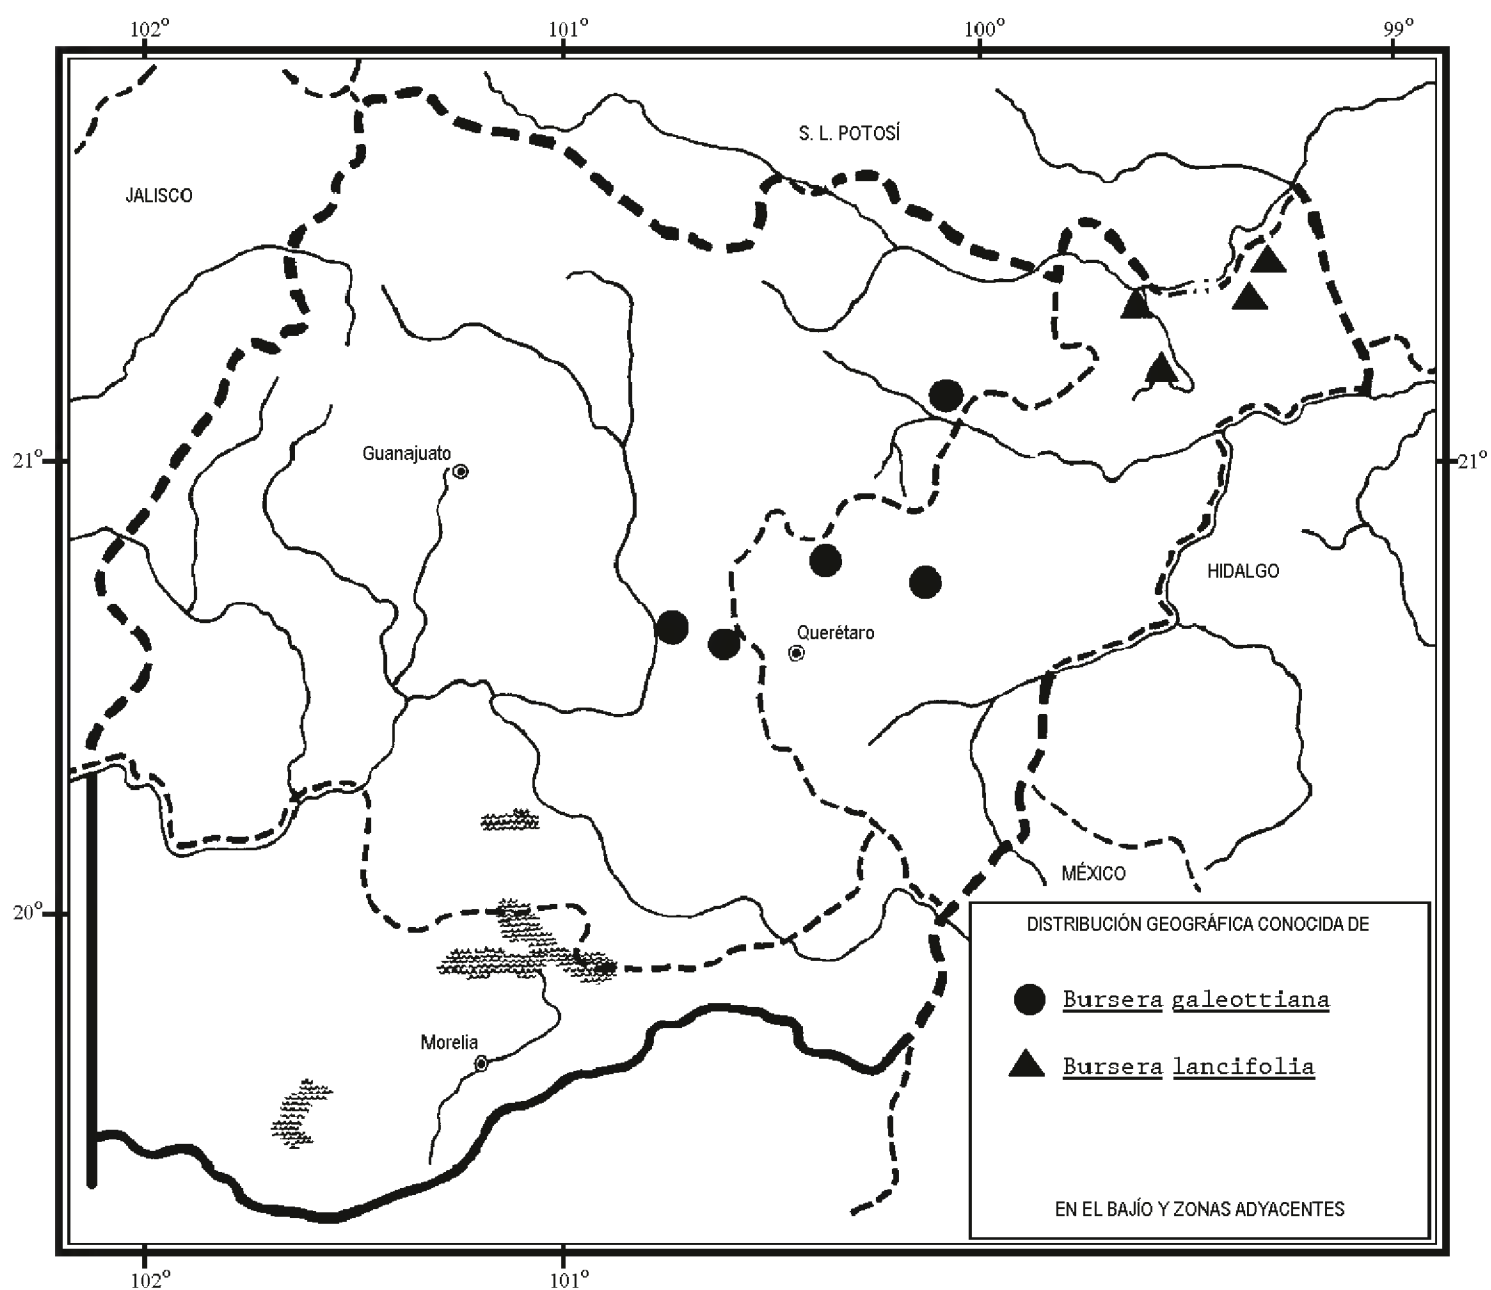 102° 101° 100° 99°
S. L. POTOSÍ
JALISCO
Guanajuato
21° 21°
HIDALGO
Querétaro
MÉXICO
20°
DISTRIBUCIÓN GEOGRÁFICA CONOCIDA DE
Bursera galeottiana
Morelia
Bursera lancifolia
EN EL BAJÍO Y ZONAS ADYACENTES
102° 101°